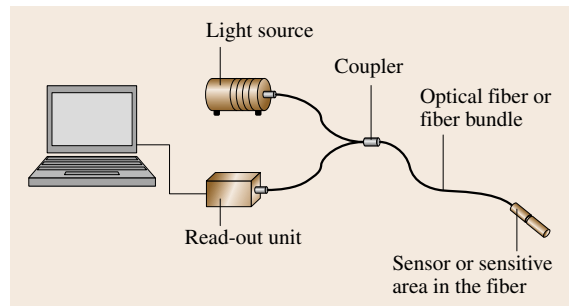 Light source
Coupler
Optical fiber or
fiber bundle
Read-out unit
Sensor or sensitive
area in the fiber